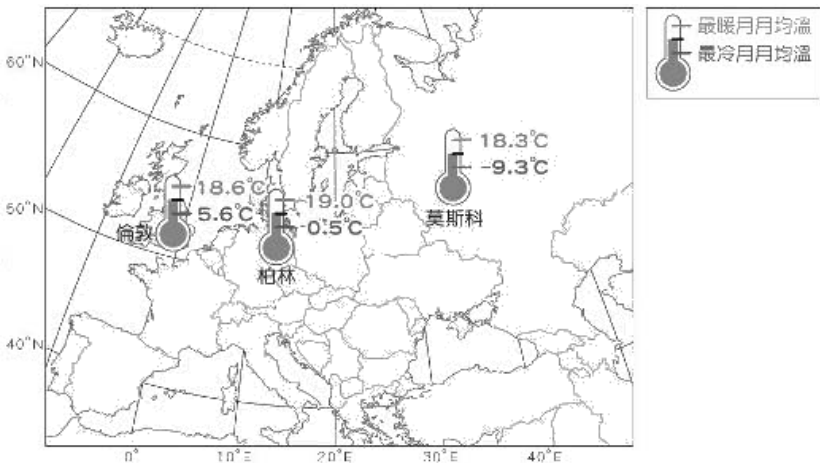 最暖月月均溫
最冷月月均溫
60°N
50°N
40°N
18.6℃
5.6℃
倫敦
19.0℃
-0.5℃
柏林
18.3℃
-9.3℃
莫斯科
0°
10°E
20°E
30°E
40°E